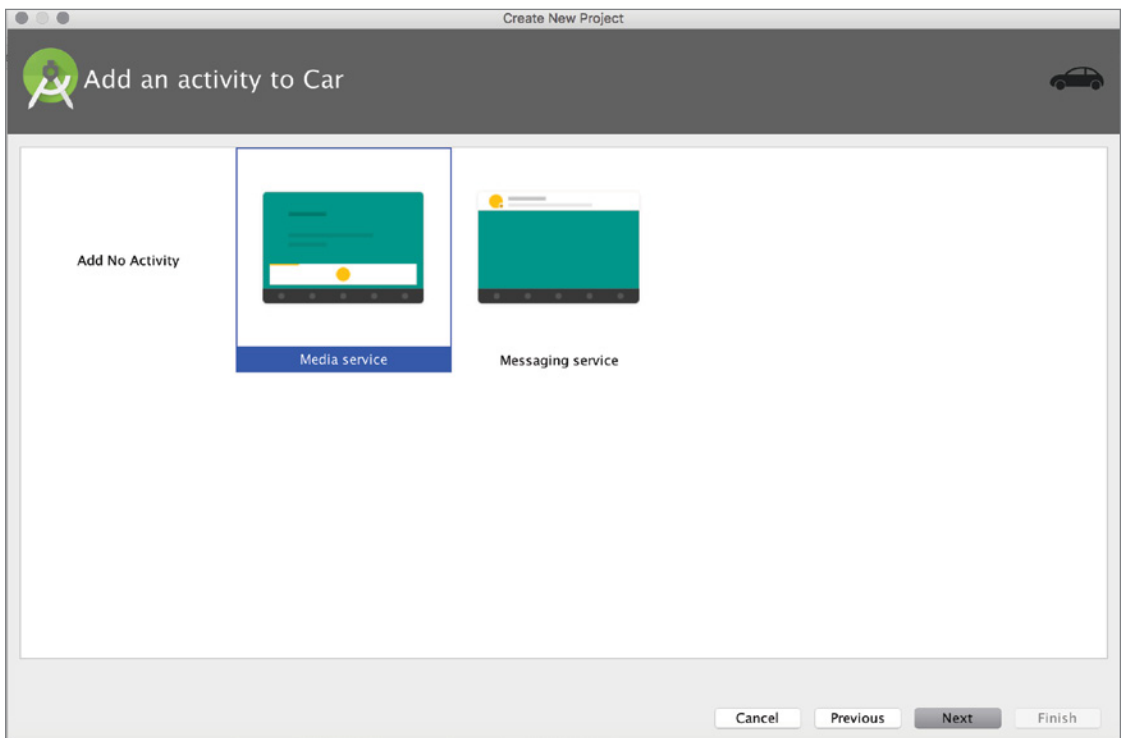 Create New Project
Add an activity to Car
Add No Activity
Media service
Messaging service
Cancel
Previous
Next
Finish